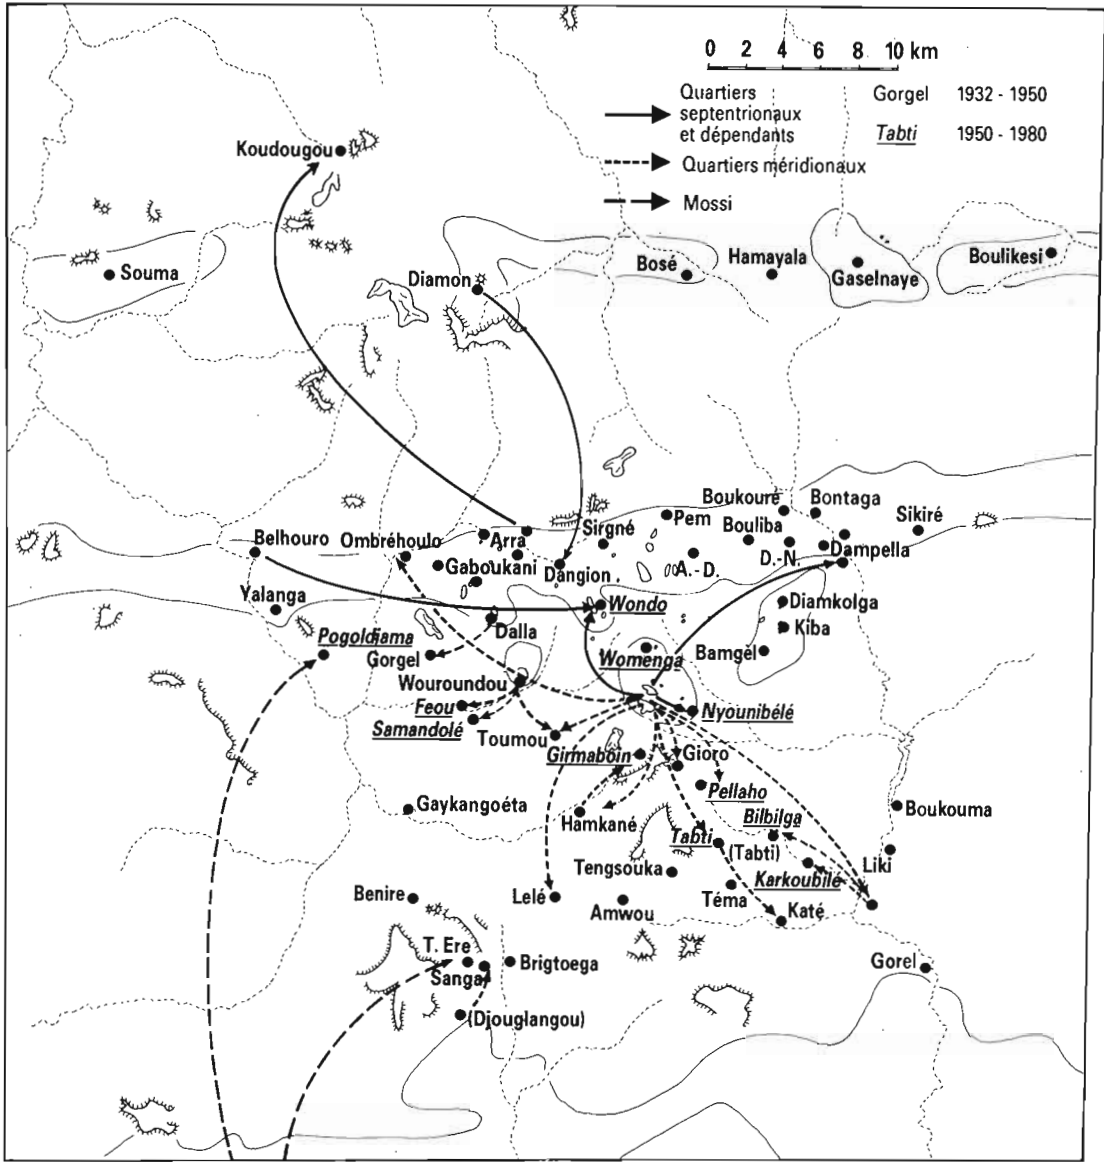 0 2 4 6 8 10 km
Quartiers
septentrionaux
et dépendants
Gorgel 1932 - 1950
Tabti 1950 - 1980
Quartiers méridionaux
Mossi
Koudougou
Souma
Diamon
Bosé
Hamayala
Gaselnaye
Boulikesi
Boukouré
Bontaga
Pem
Bouliba
Sikiré
Belhouro
Ombréhoulo
Arra
Sirgné
D.-N.
Dampella
Gaboukani
Dangion
A.-D.
Yalanga
Wondo
Diamkolga
Kiba
Dalla
Pogoldjama
Gorgel
Womenga
Bamgèl
Wouroundou
Feou
Samandolé
Nyounibélé
Toumou
Girmaboïn
Gioro
Pellaho
Gaykangoéta
Hamkané
Bilbilga
Boukouma
Tabti
(Tabti)
Liki
Tengsouka
Karkoubilé
Benire
Lelé
Amwou
Téma
Katé
T. Ere
Sanga
Brigtoega
Gorel
(Djouglangou)